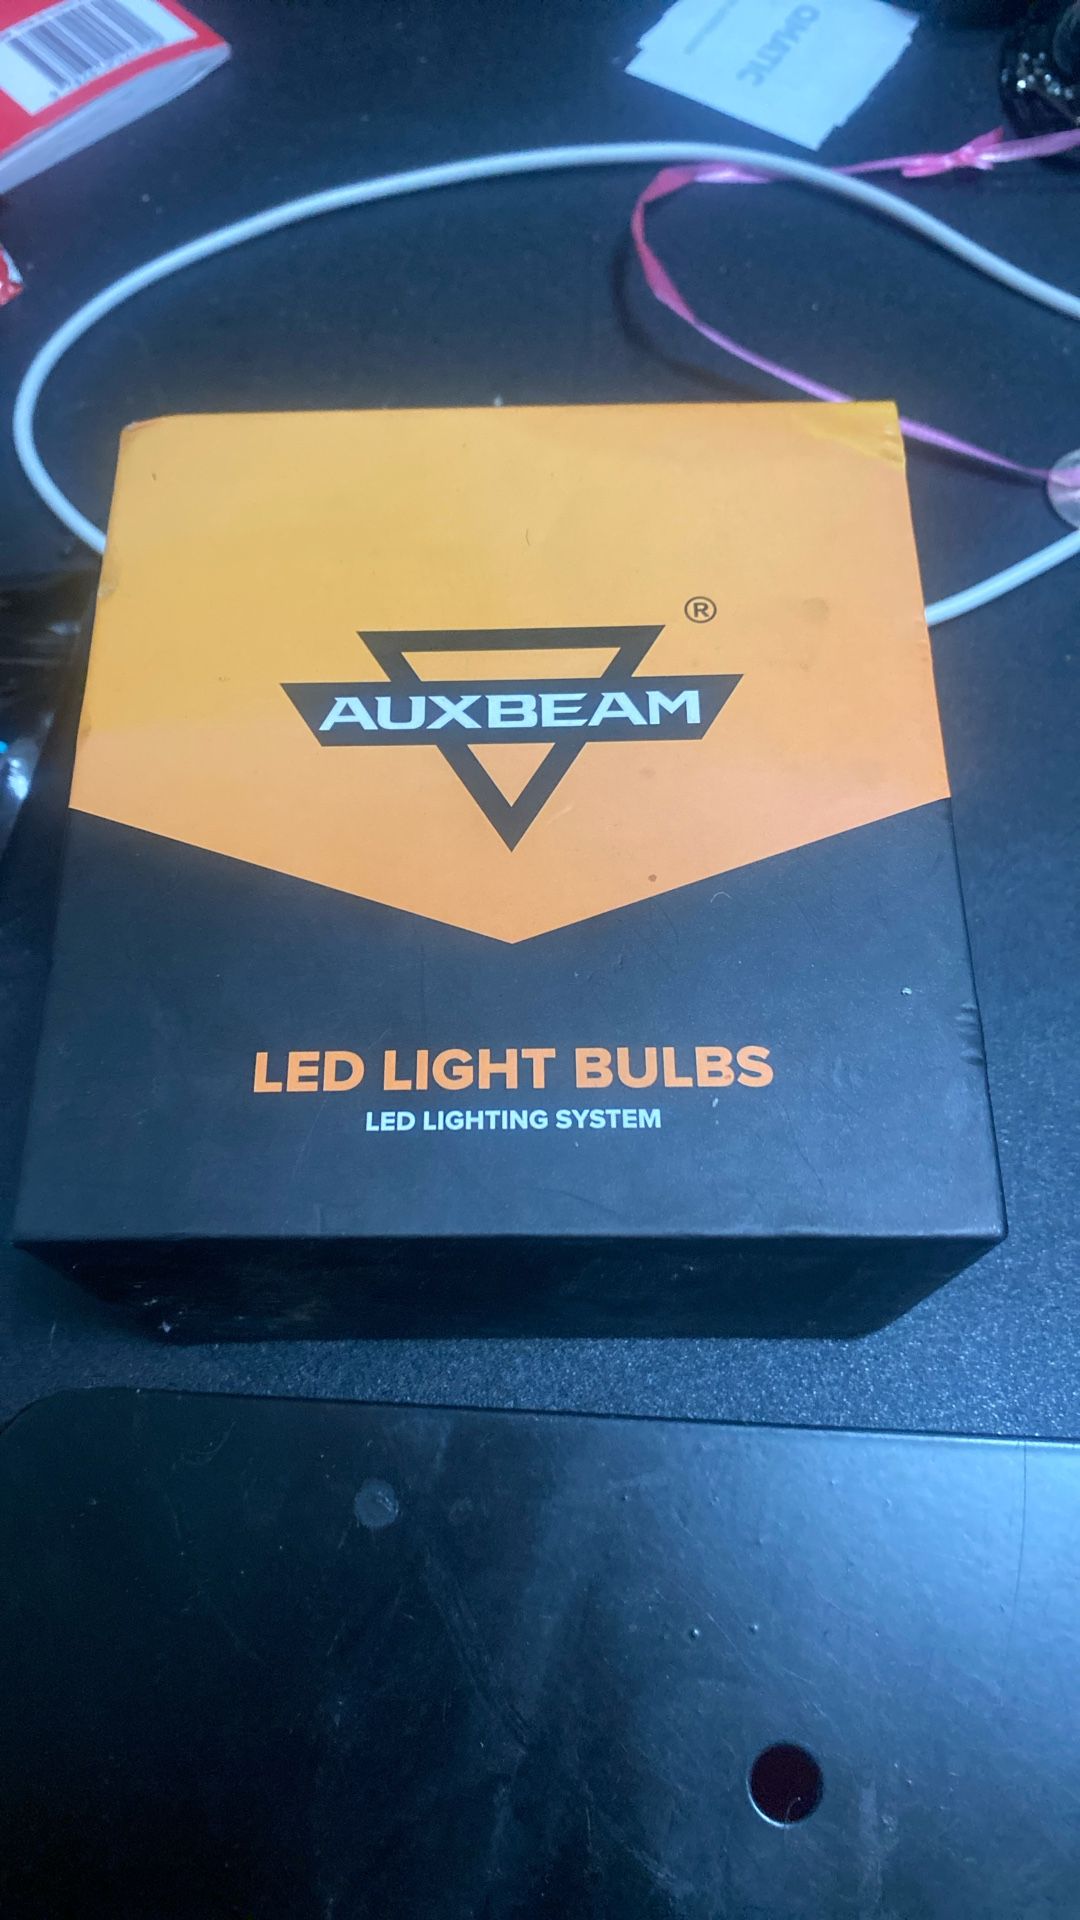 ®
AUXBEAM
LED LIGHT BULBS
LED LIGHTING SYSTEM